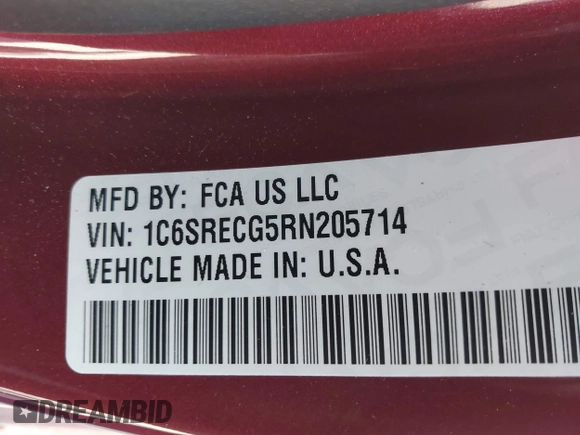 MFD BY: FCA US LLC
VIN: 1C6SRECG5RN205714
VEHICLE MADE IN: U.S.A.
DREAMBID